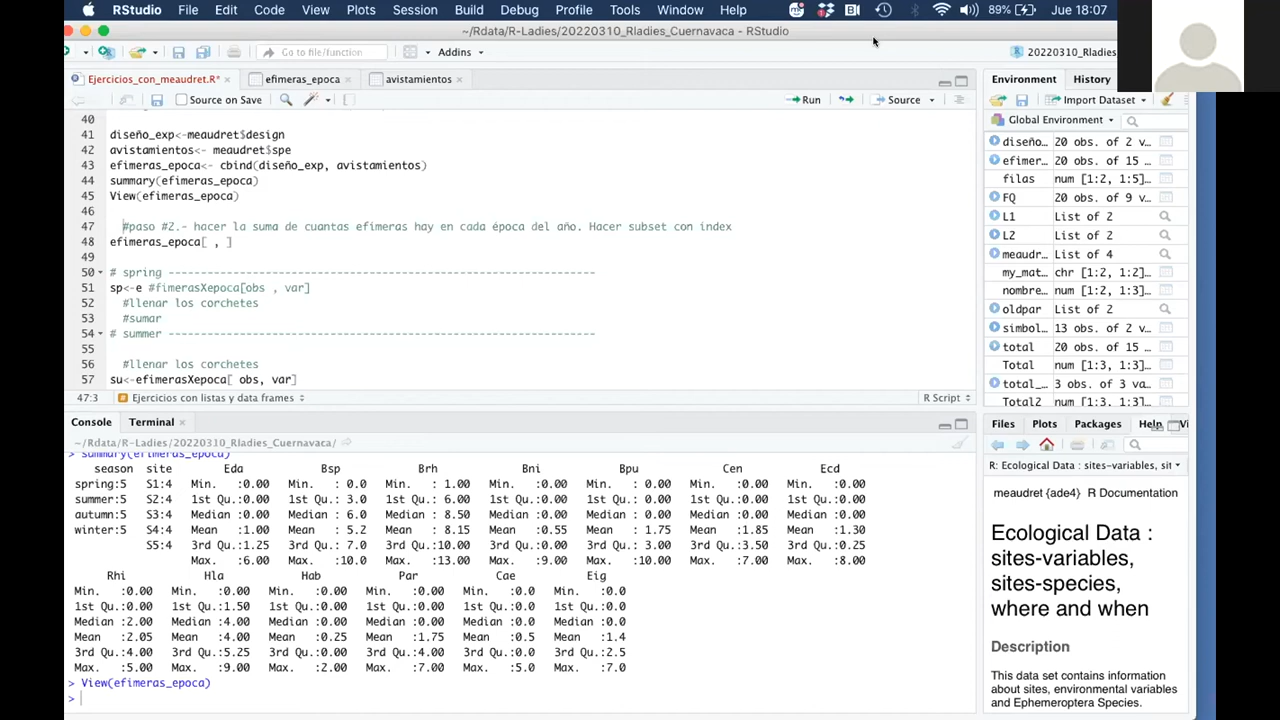 RStudio File Edit Code View Plots Session Build Debug Profile Tools Window Help 89% Jue 18:07
~/Rdata/R-Ladies/20220310_Rladies_Cuernavaca - RStudio
Go to file/function Addins 20220310_Rladies
Ejercicios_con_meaudret.R* efimeras_epoca avistamientos
Source on Save Run Source
40
41 diseño_exp<-meaudret$design
42 avistamientos<- meaudret$spe
43 efimeras_epoca<- cbind(diseño_exp, avistamientos)
44 summary(efimeras_epoca)
45 View(efimeras_epoca)
46
47 #paso #2.- hacer la suma de cuantas efimeras hay en cada época del año. Hacer subset con index
48 efimeras_epoca[ , ]
49
50 # spring ------------------------------------------------------------------
51 sp<-e #fimerasXepoca[obs , var]
52 #llenar los corchetes
53 #sumar
54 # summer ------------------------------------------------------------------
55
56 #llenar los corchetes
57 su<-efimerasXepoca[ obs, var]
47:3 Ejercicios con listas y data frames R Script
Console Terminal
~/Rdata/R-Ladies/20220310_Rladies_Cuernavaca/
> summary(efimeras_epoca)
season site Eda Bsp Brh Bni Bpu Cen Ecd
spring:5 S1:4 Min. :0.00 Min. : 0.0 Min. : 1.00 Min. :0.00 Min. : 0.00 Min. :0.00 Min. :0.00
summer:5 S2:4 1st Qu.:0.00 1st Qu.: 3.0 1st Qu.: 6.00 1st Qu.:0.00 1st Qu.: 0.00 1st Qu.:0.00 1st Qu.:0.00
autumn:5 S3:4 Median :0.00 Median : 6.0 Median : 8.50 Median :0.00 Median : 0.00 Median :0.00 Median :0.00
winter:5 S4:4 Mean :1.00 Mean : 5.2 Mean : 8.15 Mean :0.55 Mean : 1.75 Mean :1.85 Mean :1.30
S5:4 3rd Qu.:1.25 3rd Qu.: 7.0 3rd Qu.:10.00 3rd Qu.:0.00 3rd Qu.: 3.00 3rd Qu.:3.50 3rd Qu.:0.25
Max. :6.00 Max. :10.0 Max. :13.00 Max. :9.00 Max. :10.00 Max. :7.00 Max. :8.00
Rhi Hla Hab Par Cae Eig
Min. :0.00 Min. :0.00 Min. :0.00 Min. :0.00 Min. :0.0 Min. :0.0
1st Qu.:0.00 1st Qu.:1.50 1st Qu.:0.00 1st Qu.:0.00 1st Qu.:0.0 1st Qu.:0.0
Median :2.00 Median :4.00 Median :0.00 Median :0.00 Median :0.0 Median :0.0
Mean :2.05 Mean :4.00 Mean :0.25 Mean :1.75 Mean :0.5 Mean :1.4
3rd Qu.:4.00 3rd Qu.:5.25 3rd Qu.:0.00 3rd Qu.:4.00 3rd Qu.:0.0 3rd Qu.:2.5
Max. :5.00 Max. :9.00 Max. :2.00 Max. :7.00 Max. :5.0 Max. :7.0
> View(efimeras_epoca)
>
Environment History
Import Dataset
Global Environment
diseño… 20 obs. of 2 v…
efimer… 20 obs. of 15 …
filas num [1:2, 1:5]…
FQ 20 obs. of 9 v…
L1 List of 2
L2 List of 2
meaudr… List of 4
my_mat… chr [1:2, 1:2]…
nombre… num [1:2, 1:3]…
oldpar List of 2
simbol… 13 obs. of 2 v…
total 20 obs. of 15 …
Total num [1:3, 1:3]…
total_… 3 obs. of 3 va…
Total2 num [1:3, 1:3]…
Files Plots Packages Help Vi
R: Ecological Data : sites-variables, sit
meaudret {ade4} R Documentation
Ecological Data :
sites-variables,
sites-species,
where and when
Description
This data set contains information
about sites, environmental variables
and Ephemeroptera Species.